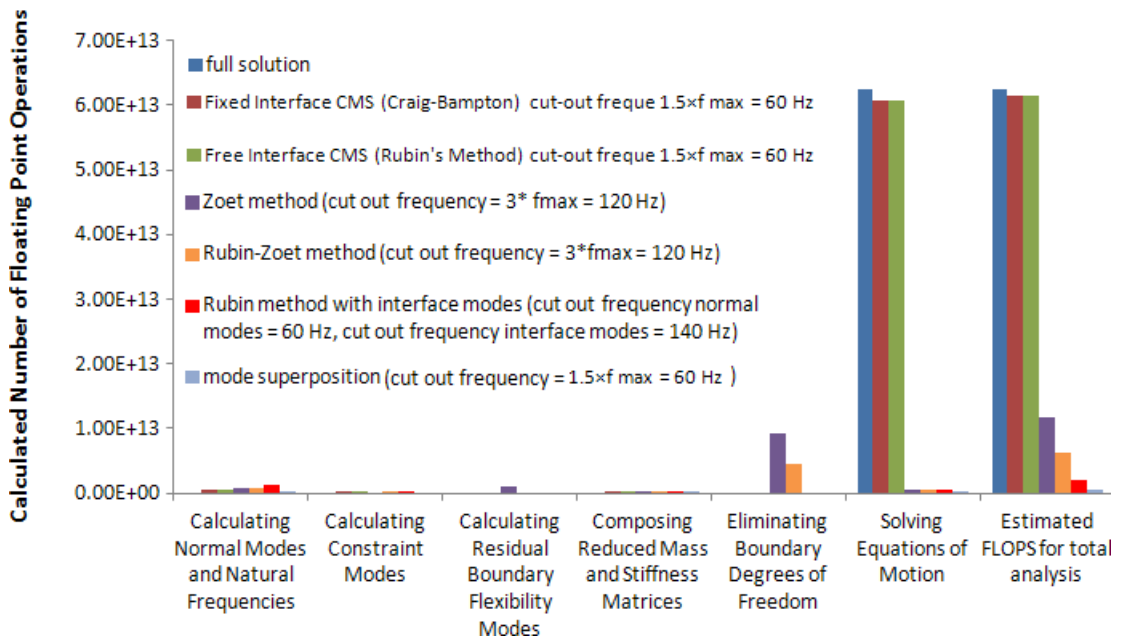 Calculated Number of Floating Point Operations
7.00E+13
6.00E+13
5.00E+13
4.00E+13
3.00E+13
2.00E+13
1.00E+13
0.00E+00
full solution
Fixed Interface CMS (Craig-Bampton) cut-out freque 1.5×f max = 60 Hz
Free Interface CMS (Rubin's Method) cut-out freque 1.5×f max = 60 Hz
Zoet method (cut out frequency = 3* fmax = 120 Hz)
Rubin-Zoet method (cut out frequency = 3*fmax = 120 Hz)
Rubin method with interface modes (cut out frequency normal
modes = 60 Hz, cut out frequency interface modes = 140 Hz)
mode superposition (cut out frequency = 1.5×f max = 60 Hz )
Calculating
Normal Modes
and Natural
Frequencies
Calculating
Constraint
Modes
Calculating
Residual
Boundary
Flexibility
Modes
Composing
Reduced Mass
and Stiffness
Matrices
Eliminating
Boundary
Degrees of
Freedom
Solving
Equations of
Motion
Estimated
FLOPS for total
analysis